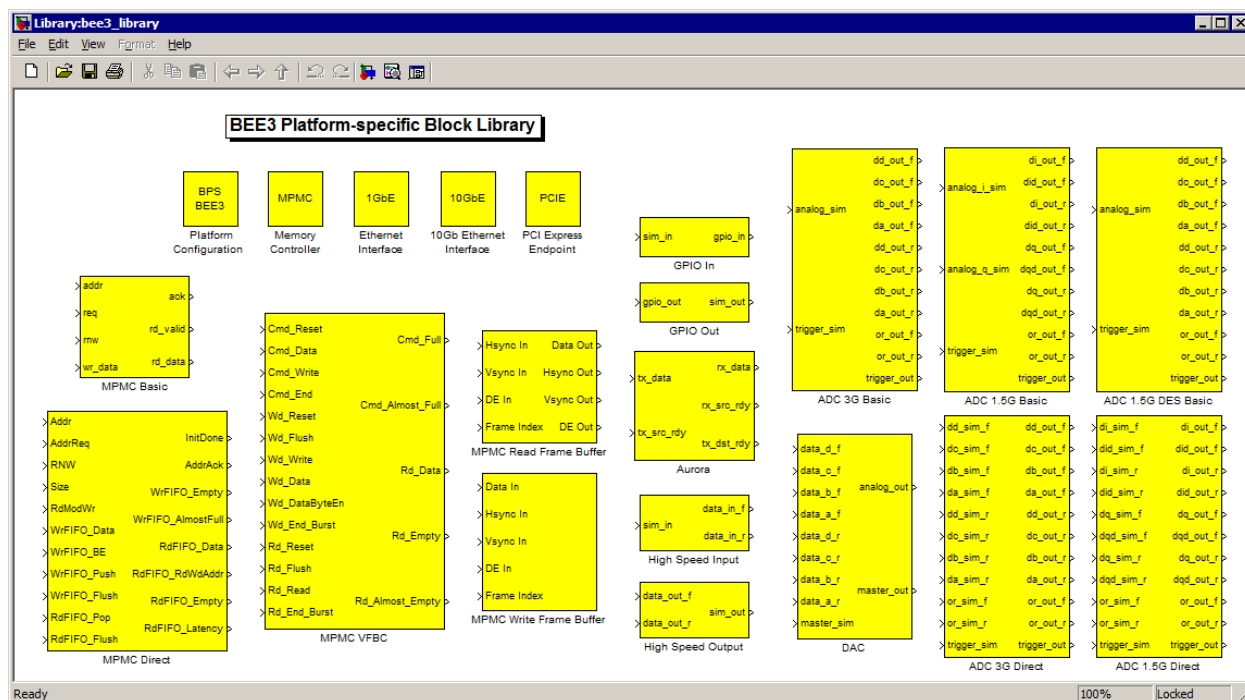 Library:bee3_library
File Edit View Format Help
BEE3 Platform-specific Block Library
BPS
BEE3
Platform
Configuration
MPMC
Memory
Controller
1GbE
Ethernet
Interface
10GbE
10Gb Ethernet
Interface
PCIE
PCI Express
Endpoint
addr
req
rnw
wr_data
ack
rd_valid
rd_data
MPMC Basic
Addr
AddrReq
RNW
Size
RdModWr
WrFIFO_Data
WrFIFO_BE
WrFIFO_Push
WrFIFO_Flush
RdFIFO_Pop
RdFIFO_Flush
InitDone
AddrAck
WrFIFO_Empty
WrFIFO_AlmostFull
RdFIFO_Data
RdFIFO_RdWdAddr
RdFIFO_Empty
RdFIFO_Latency
MPMC Direct
Cmd_Reset
Cmd_Data
Cmd_Write
Cmd_End
Wd_Reset
Wd_Flush
Wd_Write
Wd_Data
Wd_DataByteEn
Wd_End_Burst
Rd_Reset
Rd_Flush
Rd_Read
Rd_End_Burst
Cmd_Full
Cmd_Almost_Full
Rd_Data
Rd_Empty
Rd_Almost_Empty
MPMC VFBC
Hsync In
Vsync In
DE In
Frame Index
Data Out
Hsync Out
Vsync Out
DE Out
MPMC Read Frame Buffer
Data In
Hsync In
Vsync In
DE In
Frame Index
MPMC Write Frame Buffer
sim_in gpio_in
GPIO In
gpio_out sim_out
GPIO Out
tx_data
tx_src_rdy
rx_data
rx_src_rdy
tx_dst_rdy
Aurora
sim_in
data_in_f
data_in_r
High Speed Input
data_out_f
data_out_r
sim_out
High Speed Output
analog_sim
trigger_sim
dd_out_f
dc_out_f
db_out_f
da_out_f
dd_out_r
dc_out_r
db_out_r
da_out_r
or_out_f
or_out_r
trigger_out
ADC 3G Basic
analog_i_sim
analog_q_sim
trigger_sim
di_out_f
did_out_f
di_out_r
did_out_r
dq_out_f
dqd_out_f
dq_out_r
dqd_out_r
or_out_f
or_out_r
trigger_out
ADC 1.5G Basic
analog_sim
trigger_sim
dd_out_f
dc_out_f
db_out_f
da_out_f
dd_out_r
dc_out_r
db_out_r
da_out_r
or_out_f
or_out_r
trigger_out
ADC 1.5G DES Basic
data_d_f
data_c_f
data_b_f
data_a_f
data_d_r
data_c_r
data_b_r
data_a_r
master_sim
analog_out
master_out
DAC
dd_sim_f
dc_sim_f
db_sim_f
da_sim_f
dd_sim_r
dc_sim_r
db_sim_r
da_sim_r
or_sim_f
or_sim_r
trigger_sim
dd_out_f
dc_out_f
db_out_f
da_out_f
dd_out_r
dc_out_r
db_out_r
da_out_r
or_out_f
or_out_r
trigger_out
ADC 3G Direct
di_sim_f
did_sim_f
di_sim_r
did_sim_r
dq_sim_f
dqd_sim_f
dq_sim_r
dqd_sim_r
or_sim_f
or_sim_r
trigger_sim
di_out_f
did_out_f
di_out_r
did_out_r
dq_out_f
dqd_out_f
dq_out_r
dqd_out_r
or_out_f
or_out_r
trigger_out
ADC 1.5G Direct
Ready 100% Locked